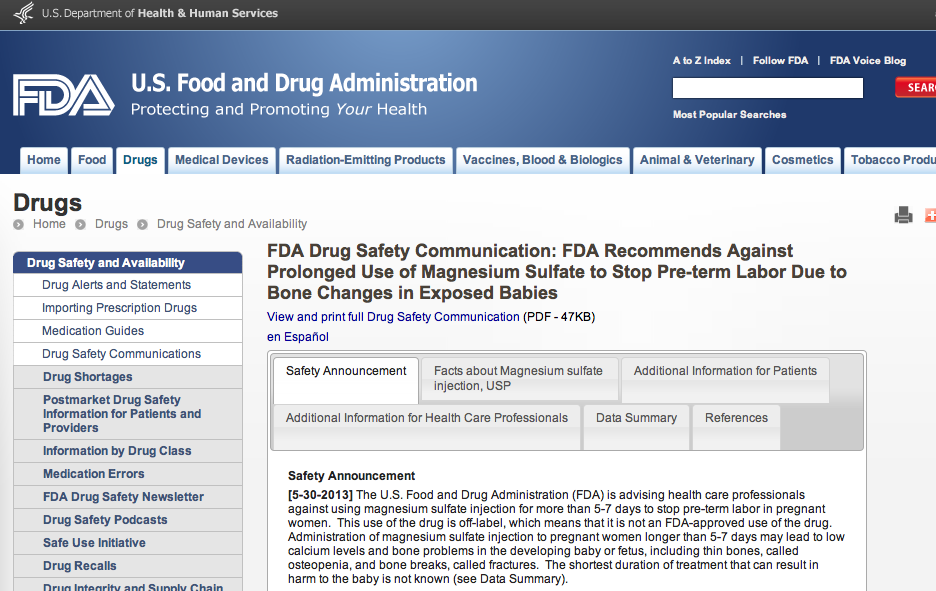 U.S. Department of Health & Human Services
FDA U.S. Food and Drug Administration
Protecting and Promoting Your Health
A to Z Index | Follow FDA | FDA Voice Blog
Most Popular Searches
Home Food Drugs Medical Devices Radiation-Emitting Products Vaccines, Blood & Biologics Animal & Veterinary Cosmetics Tobacco
Drugs
Home Drugs Drug Safety and Availability
Drug Safety and Availability
Drug Alerts and Statements
Importing Prescription Drugs
Medication Guides
Drug Safety Communications
Drug Shortages
Postmarket Drug Safety
Information for Patients and
Providers
Information by Drug Class
Medication Errors
FDA Drug Safety Newsletter
Drug Safety Podcasts
Safe Use Initiative
Drug Recalls
Drug Integrity and Supply Chain
FDA Drug Safety Communication: FDA Recommends Against
Prolonged Use of Magnesium Sulfate to Stop Pre-term Labor Due to
Bone Changes in Exposed Babies
View and print full Drug Safety Communication (PDF - 47KB)
en Español
Safety Announcement
Facts about Magnesium sulfate
injection, USP
Additional Information for Patients
Additional Information for Health Care Professionals
Data Summary
References
Safety Announcement
[5-30-2013] The U.S. Food and Drug Administration (FDA) is advising health care professionals
against using magnesium sulfate injection for more than 5-7 days to stop pre-term labor in pregnant
women. This use of the drug is off-label, which means that it is not an FDA-approved use of the drug.
Administration of magnesium sulfate injection to pregnant women longer than 5-7 days may lead to low
calcium levels and bone problems in the developing baby or fetus, including thin bones, called
osteopenia, and bone breaks, called fractures. The shortest duration of treatment that can result in
harm to the baby is not known (see Data Summary).